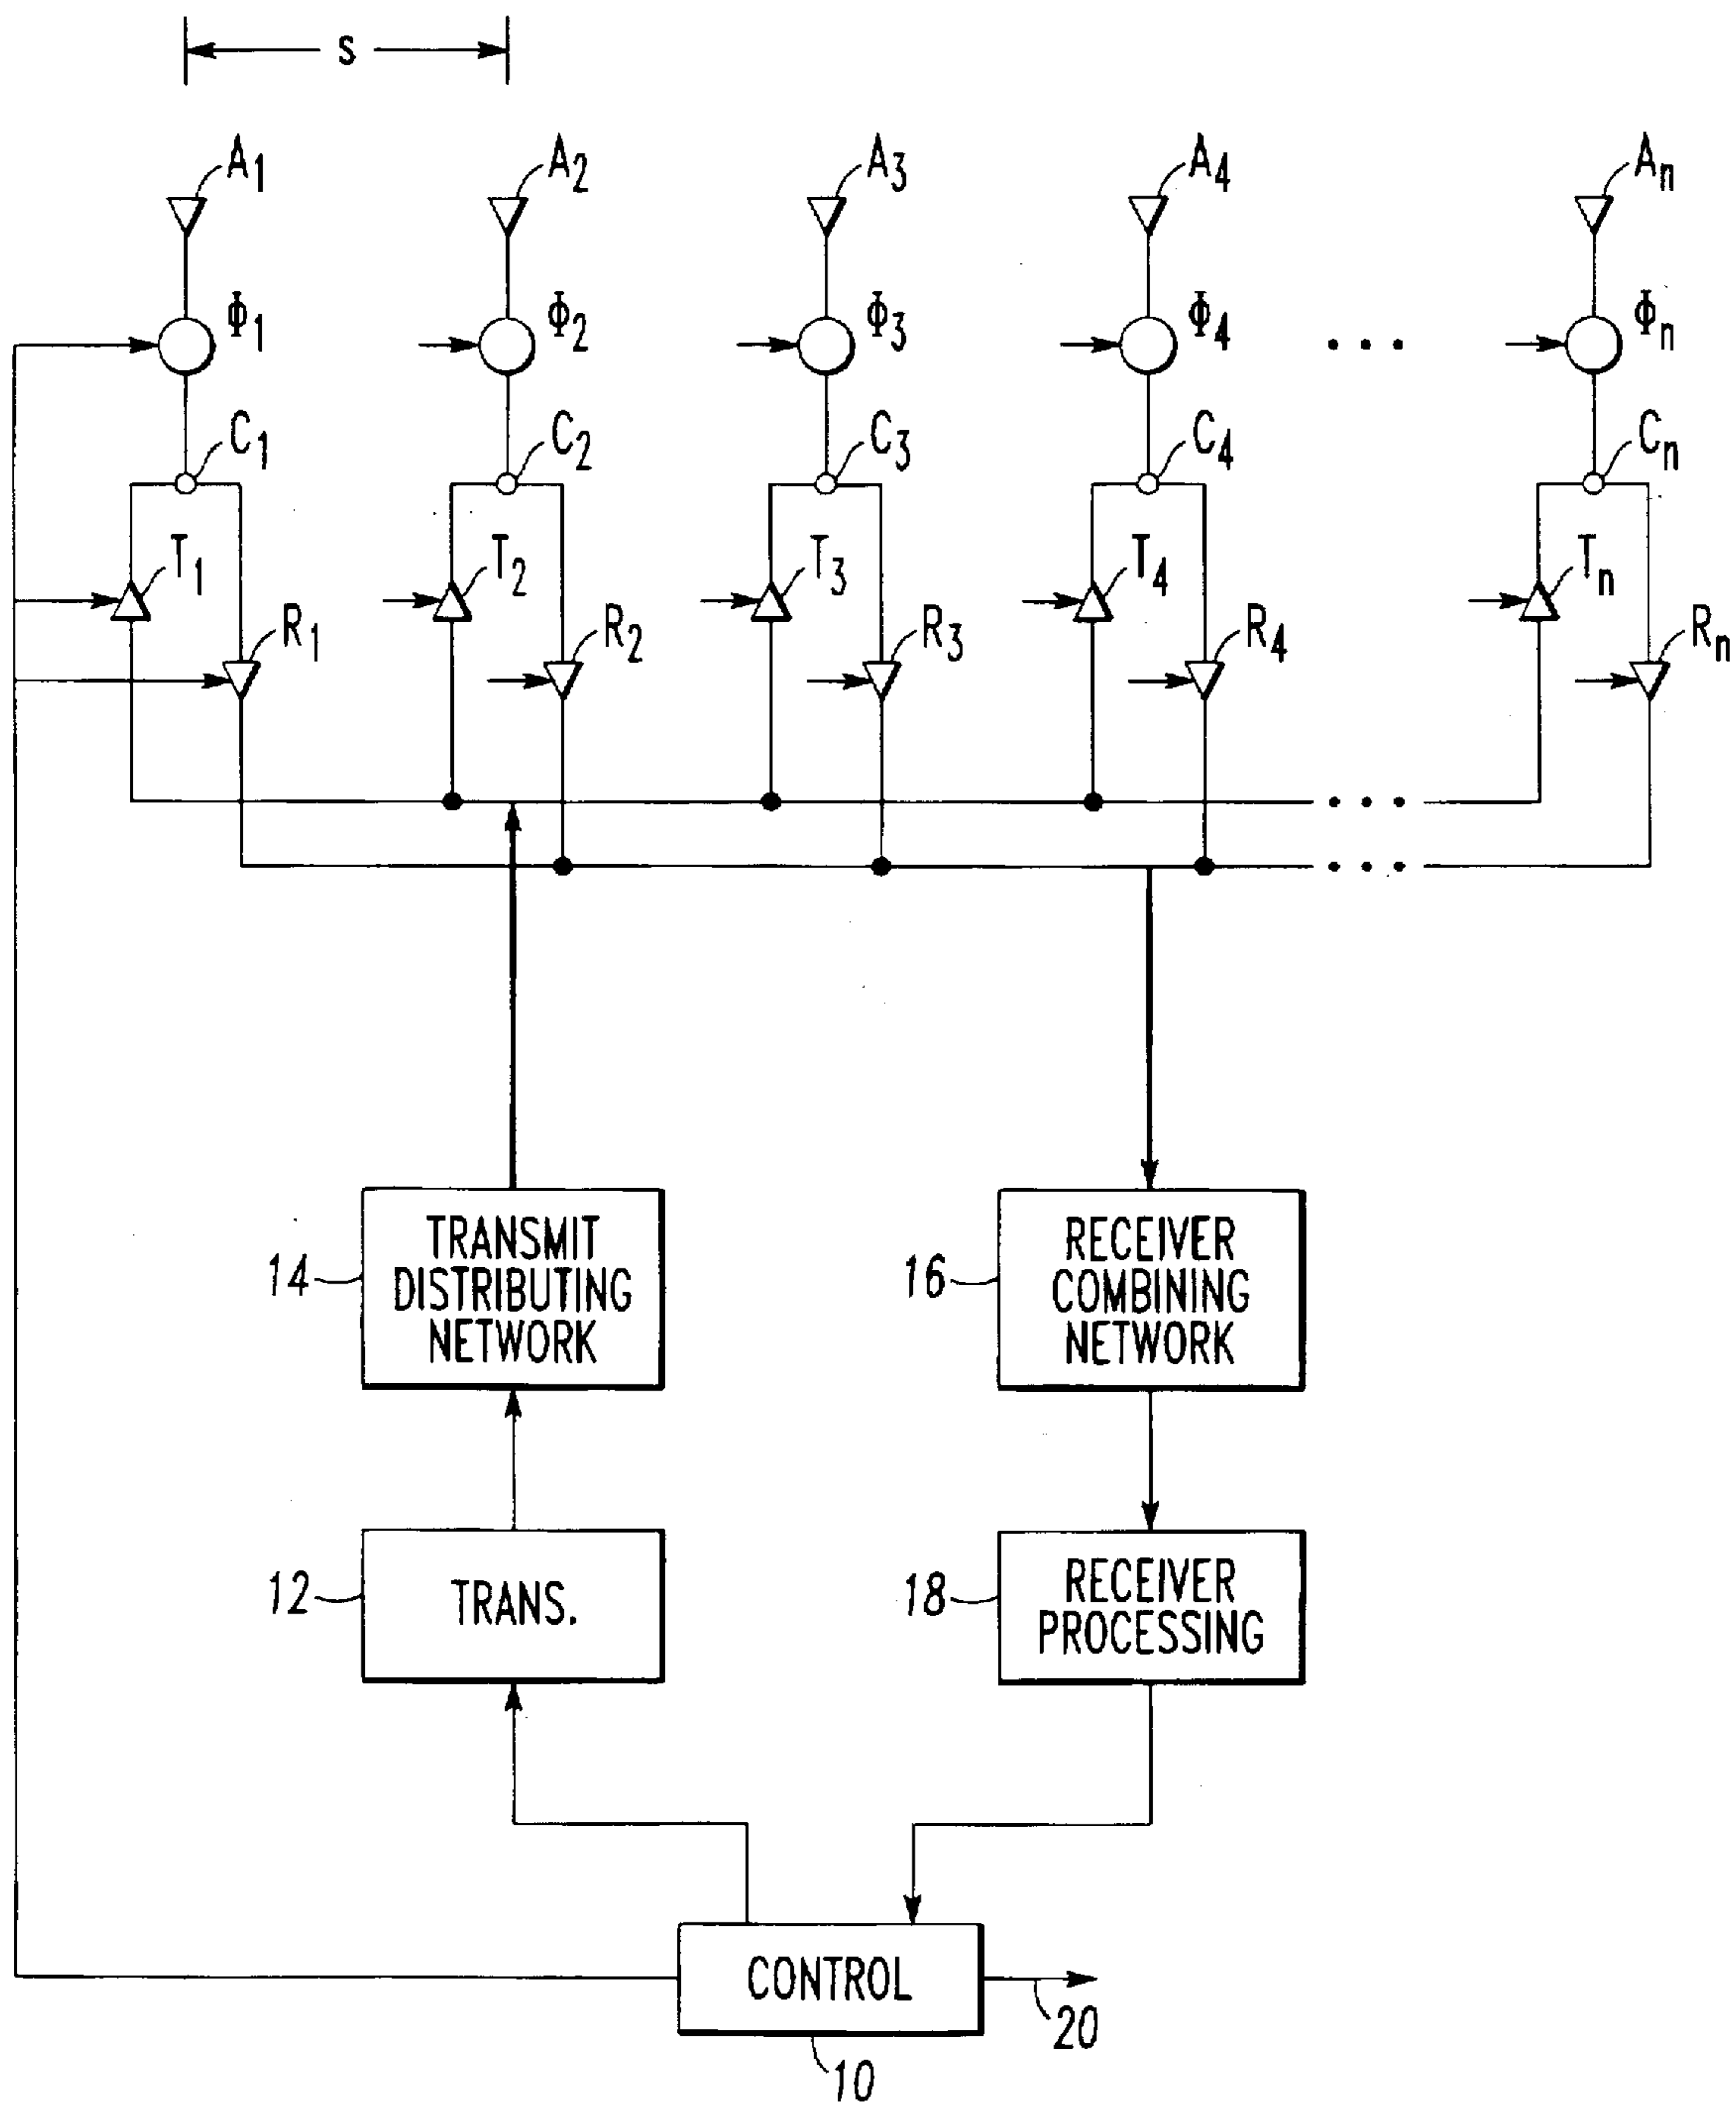 s
A1 A2 A3 A4 An
Φ1 Φ2 Φ3 Φ4 ... Φn
C1 C2 C3 C4 Cn
T1 T2 T3 T4 Tn
R1 R2 R3 R4 Rn
... 
...
14 TRANSMIT
DISTRIBUTING
NETWORK
16 RECEIVER
COMBINING
NETWORK
12 TRANS.
18 RECEIVER
PROCESSING
CONTROL
20
10